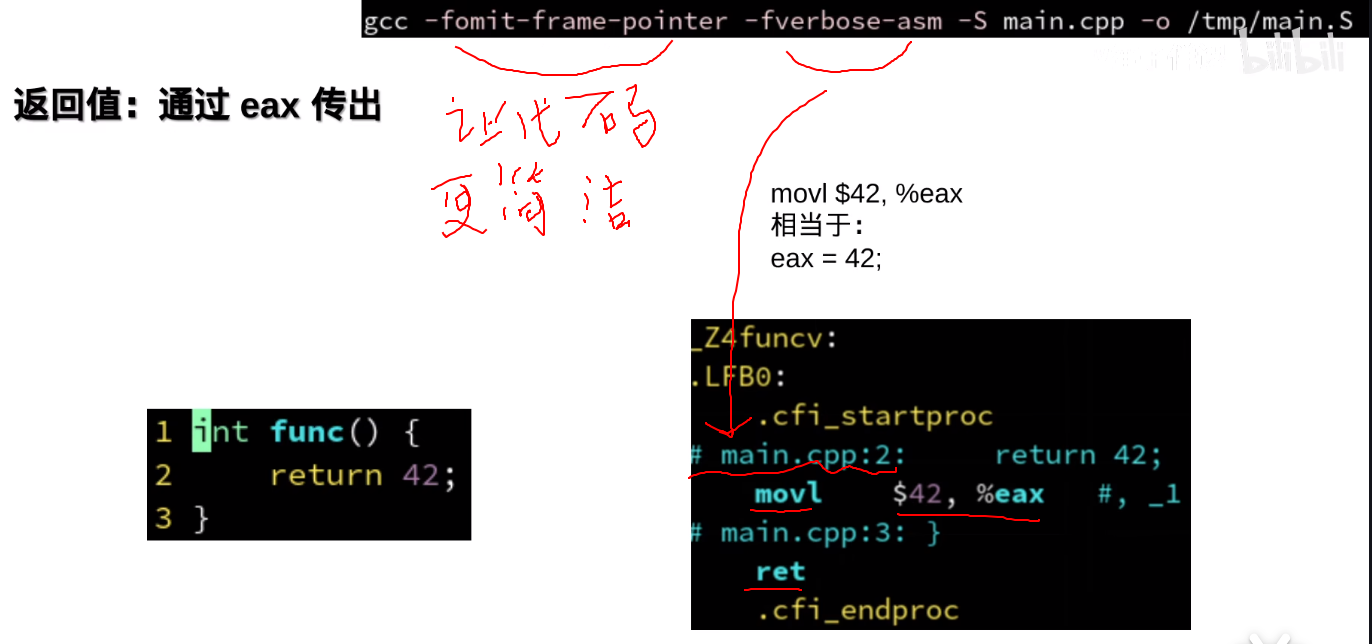 gcc -fomit-frame-pointer -fverbose-asm -S main.cpp -o /tmp/main.S
bilibili
返回值：通过 eax 传出
让代码
更简洁
movl $42, %eax
相当于：
eax = 42;
1 int func() {
2 return 42;
3 }
_Z4funcv:
.LFB0:
.cfi_startproc
# main.cpp:2: return 42;
movl $42, %eax #, _1
# main.cpp:3: }
ret
.cfi_endproc